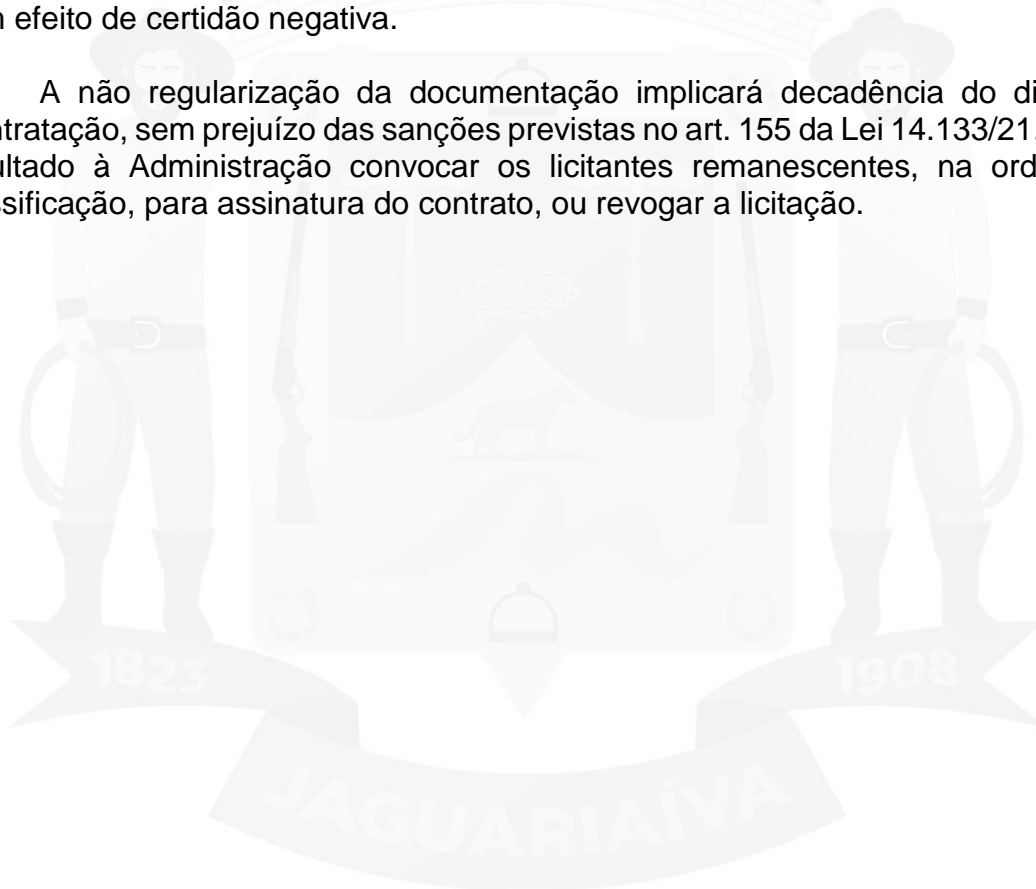 efeito de certidão negativa.
A não regularização da documentação implicará decadência do di
ntratação, sem prejuízo das sanções previstas no art. 155 da Lei 14.133/21
ultado à Administração convocar os licitantes remanescentes, na ord
ssificação, para assinatura do contrato, ou revogar a licitação.
1823
1908
JAGUARIAÍVA